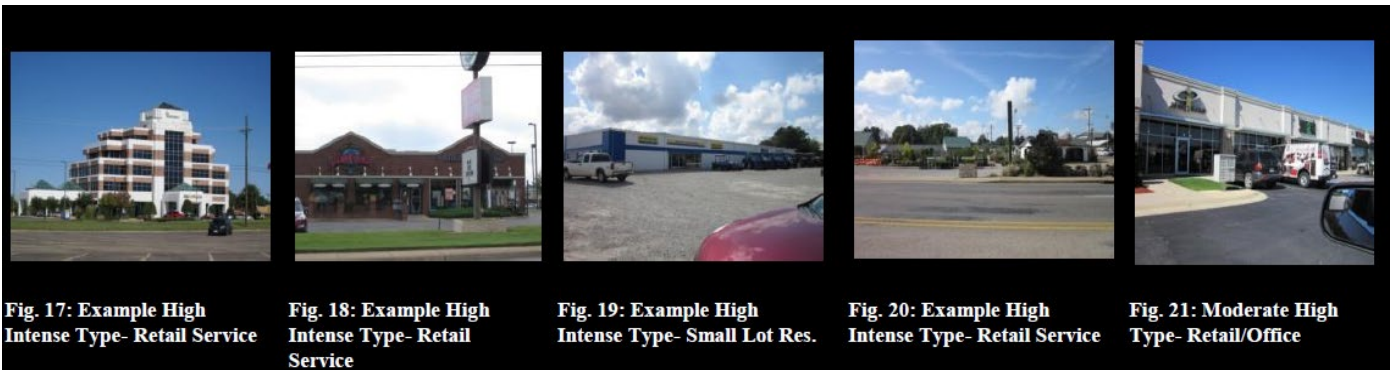 Fig. 17: Example High
Intense Type- Retail Service
Fig. 18: Example High
Intense Type- Retail
Service
Fig. 19: Example High
Intense Type- Small Lot Res.
Fig. 20: Example High
Intense Type- Retail Service
Fig. 21: Moderate High
Type- Retail/Office